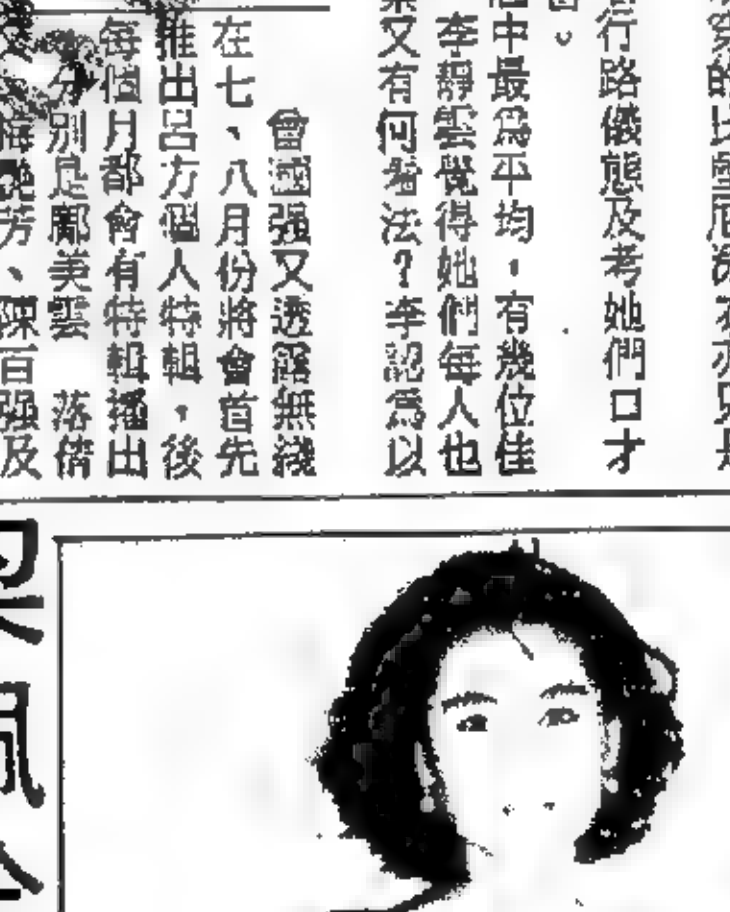 的比
行路儀態及考她們口才
中最為平均，有幾位佳
李靜雲覺得她們每人也
又有何看法？李認為以
曾國强又透露無綫
在七、八月份將會首先
推出呂方個人特輯，後
每個月都會有特輯播出
分別是鄺美雲 落偕
梅艷芳、陳百强及